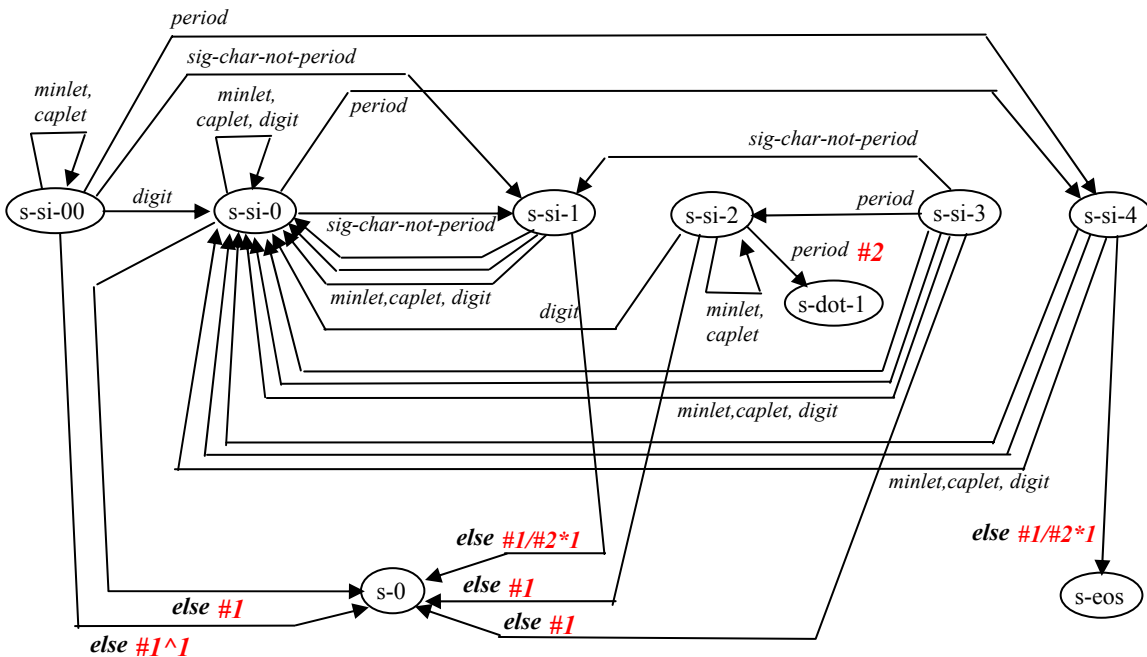 period
sig-char-not-period
minlet,
caplet
minlet,
caplet, digit
period
sig-char-not-period
s-si-00
digit
s-si-0
sig-char-not-period
s-si-1
s-si-2
period
s-si-3
s-si-4
period #2
minlet,caplet, digit
digit
minlet,
caplet
s-dot-1
minlet,caplet, digit
minlet,caplet, digit
else #1/#2*1
else #1/#2*1
s-0
else #1
s-eos
else #1
else #1
else #1^1